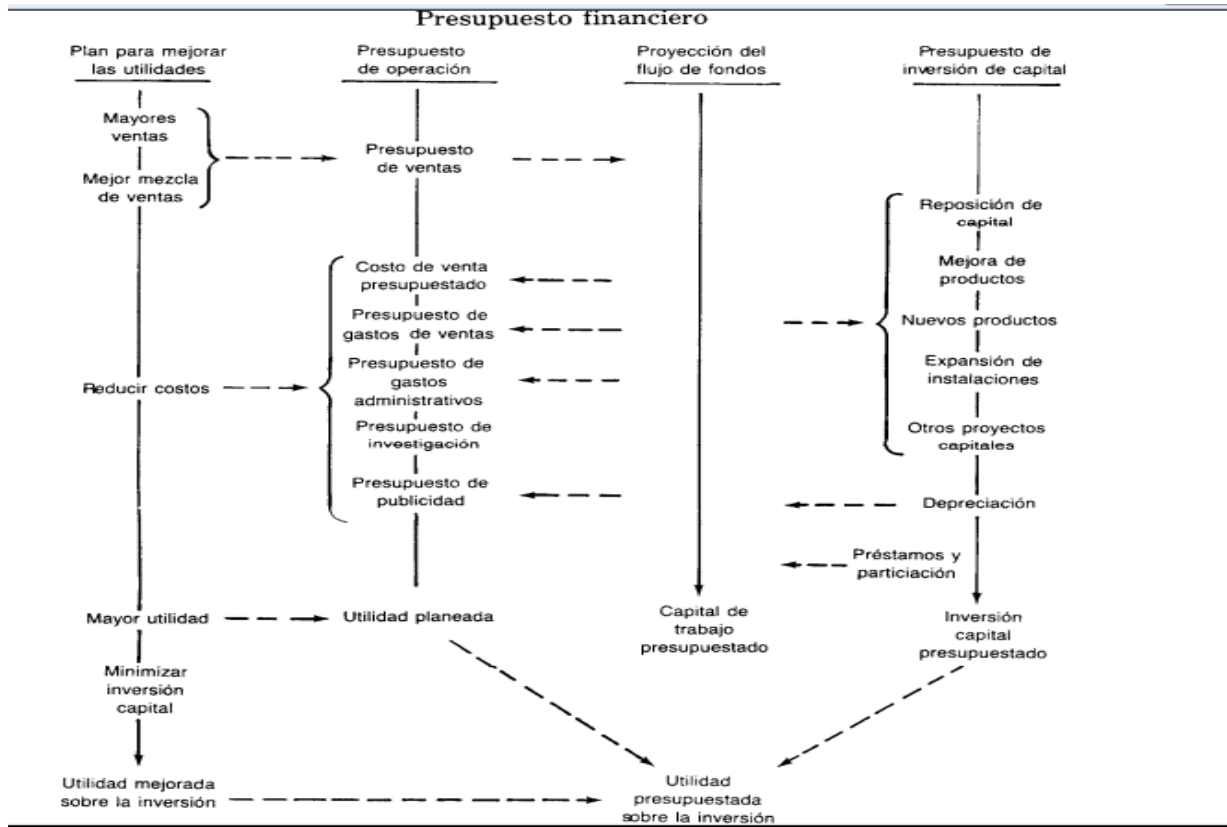 Presupuesto financiero
Plan para mejorar
las utilidades
Mayores
ventas
Mejor mezcla
de ventas
Reducir costos
Mayor utilidad
Minimizar
inversión
capital
Utilidad mejorada
sobre la inversión
Presupuesto
de operación
Presupuesto
de ventas
Costo de venta
presupuestado
Presupuesto de
gastos de ventas
Presupuesto de
gastos
administrativos
Presupuesto de
investigación
Presupuesto de
publicidad
Utilidad planeada
Proyección del
flujo de fondos
Capital de
trabajo
presupuestado
Utilidad
presupuestada
sobre la inversión
Presupuesto de
inversión de capital
Reposición de
capital
Mejora de
productos
Nuevos productos
Expansión de
instalaciones
Otros proyectos
capitales
Depreciación
Préstamos y
particiación
Inversión
capital
presupuestado